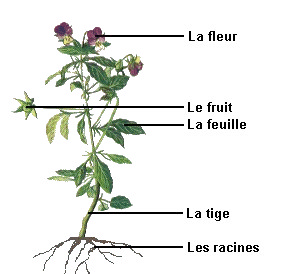 La fleur
Le fruit
La feuille
La tige
Les racines